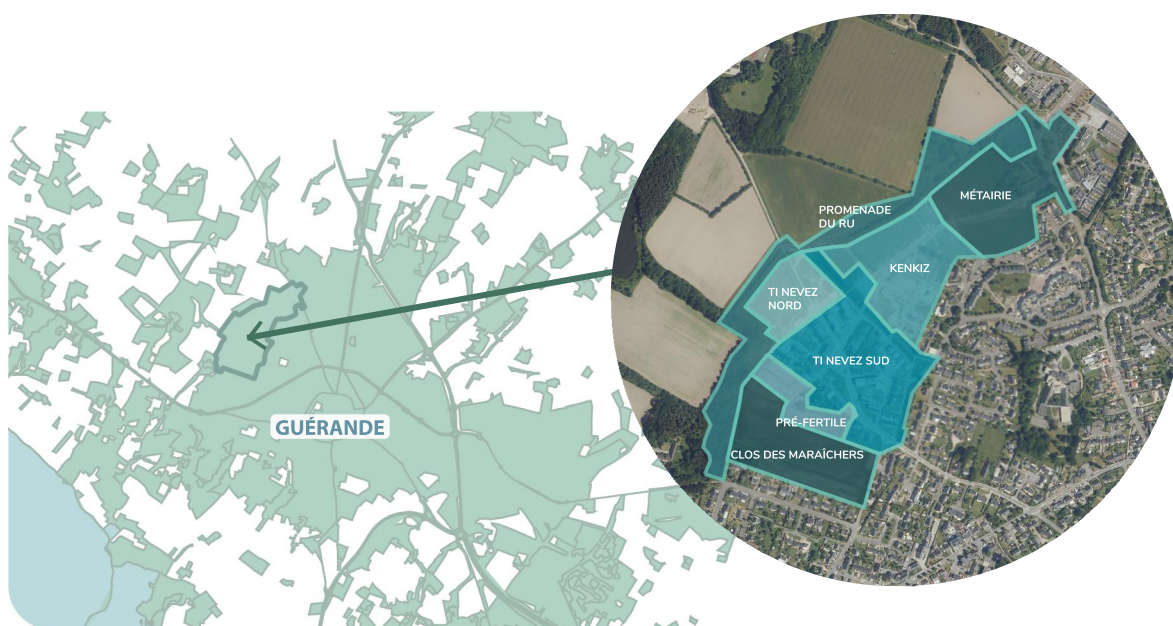 GUÉRANDE
PROMENADE
DU RU
MÉTAIRIE
KENKIZ
TI NEVEZ
NORD
TI NEVEZ SUD
PRÉ-FERTILE
CLOS DES MARAÎCHERS